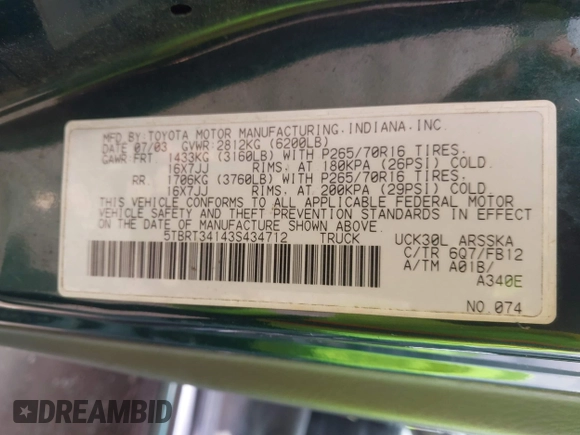 MFD.BY:TOYOTA MOTOR MANUFACTURING.INDIANA.INC
DATE 07/03 GVWR:2812KG (6200LB)
GAWR FRT. 1433KG (3160LB) WITH P265/70R16 TIRES.
16X7JJ RIMS. AT 180KPA (26PSI) COLD.
RR. 1706KG (3760LB) WITH P265/70R16 TIRES.
16X7JJ RIMS. AT 200KPA (29PSI) COLD.
THIS VEHICLE CONFORMS TO ALL APPLICABLE FEDERAL MOTOR
VEHICLE SAFETY AND THEFT PREVENTION STANDARDS IN EFFECT
ON THE DATE OF MANUFACTURE SHOWN ABOVE.
5TBRT34143S434712 TRUCK UCK30L ARSSKA
C/TR 6Q7/FB12
A/TM A01B/
A340E
NO.074
DREAMBID